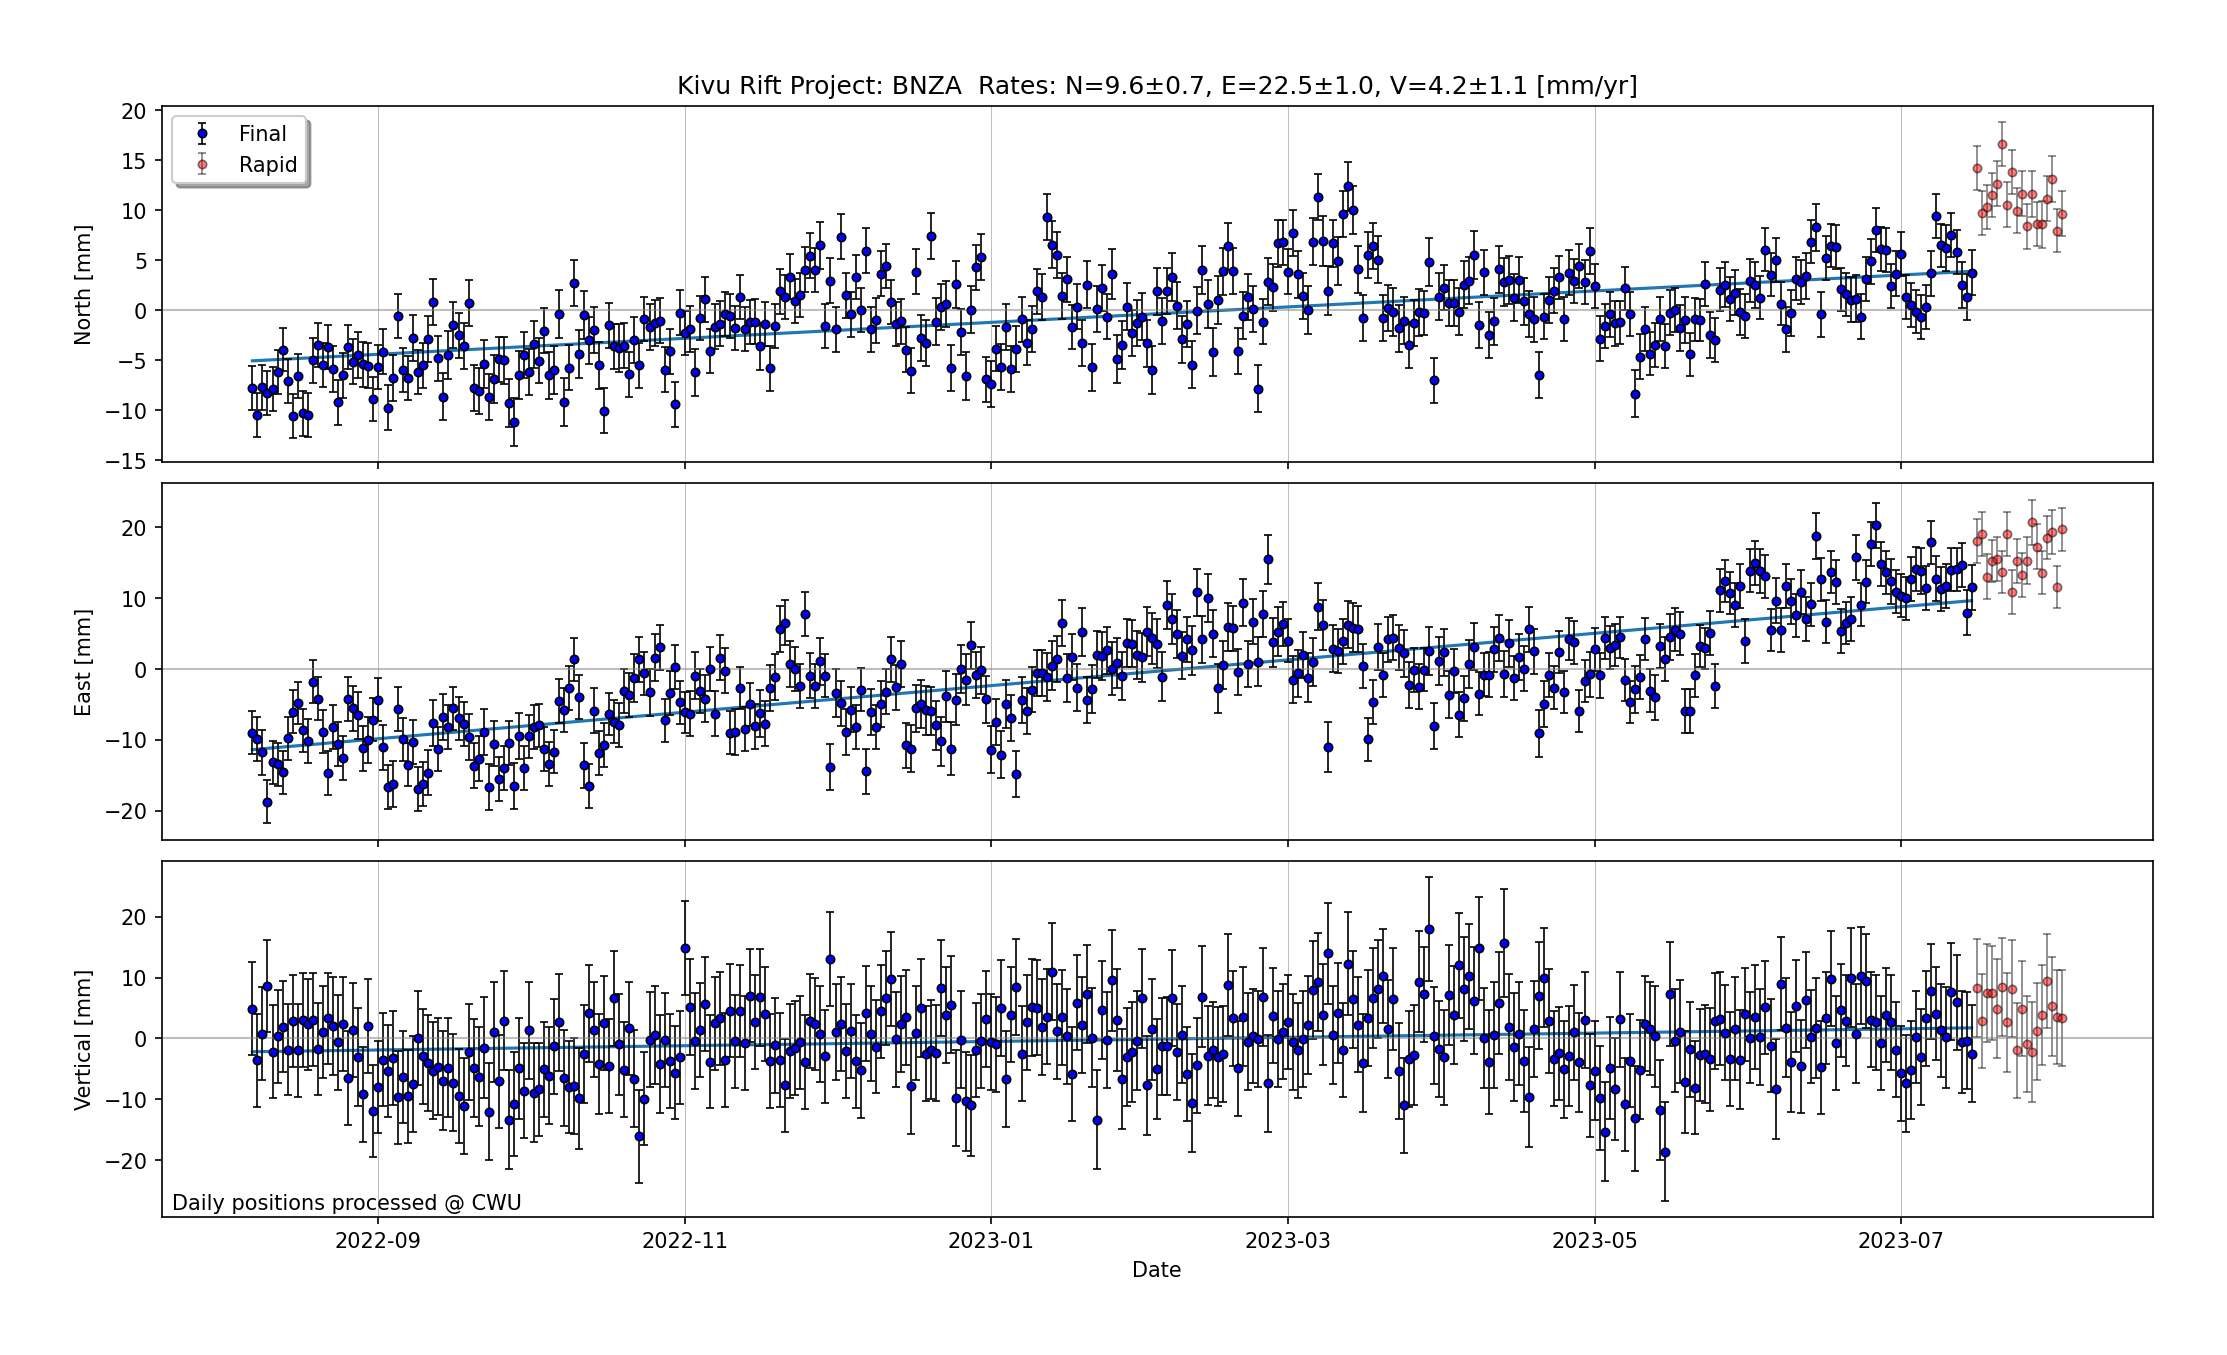 Kivu Rift Project: BNZA  Rates: N=9.6±0.7, E=22.5±1.0, V=4.2±1.1 [mm/yr]
Final
Rapid
North [mm]
20
15
10
5
0
−5
−10
−15
East [mm]
20
10
0
−10
−20
Vertical [mm]
20
10
0
−10
−20
Daily positions processed @ CWU
2022-09 2022-11 2023-01 2023-03 2023-05 2023-07
Date